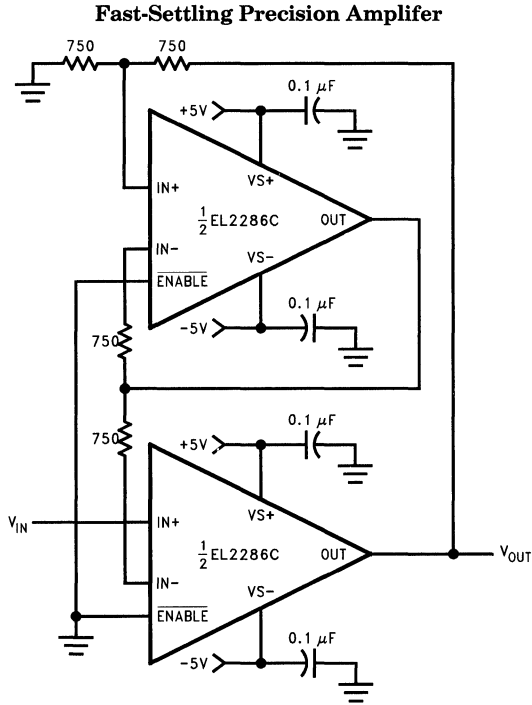 Fast-Settling Precision Amplifer
750 750
+5V
0.1 μF
VS+
IN+
1/2 EL2286C
OUT
IN-
VS-
ENABLE
0.1 μF
-5V
750
750
+5V
0.1 μF
VS+
VIN
IN+
1/2 EL2286C
OUT
VOUT
IN-
VS-
ENABLE
0.1 μF
-5V